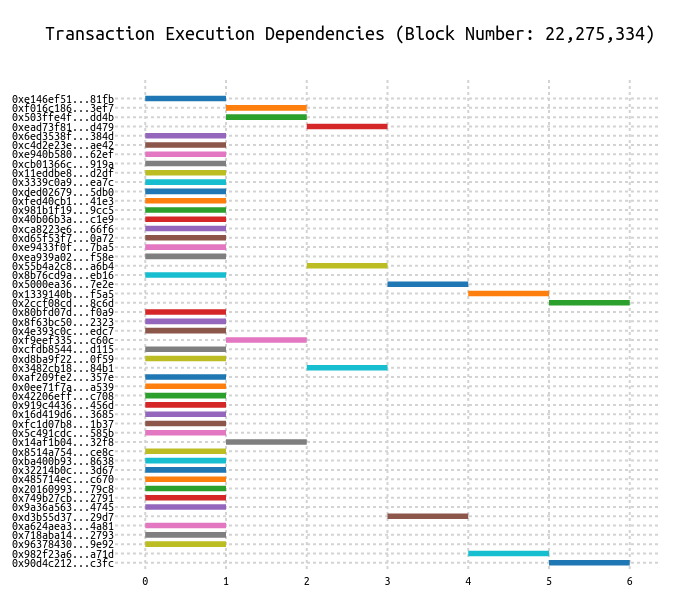 Transaction Execution Dependencies (Block Number: 22,275,334)
0xe146ef51...81fb
0xf016c186...3ef7
0x503ffe4f...dd4b
0xead73f81...d479
0x6ed3538f...384d
0xc4d2e23e...ae42
0xe940b580...62ef
0xcb01366c...919a
0x11eddbe8...d2df
0x3339c0a9...ea7c
0xded02679...5db0
0xfed40cb1...41e3
0x981b1f19...9cc5
0x40b06b3a...c1e9
0xca8223e6...66f6
0xd65f53f7...0a72
0xe9433f0f...7ba5
0xea939a02...f58e
0x55b4a2c8...a6b4
0x8b76cd9a...eb16
0x5000ea36...7e2e
0x1339140b...f5a5
0x2ccf08cd...8c6d
0x80bfd07d...f0a9
0x8f63bc50...2323
0x4e393c0c...edc7
0xf9eef335...c60c
0xcfdb8544...d115
0xd8ba9f22...0f59
0x3482cb18...84b1
0xaf209fe2...357e
0x0ee71f7a...a539
0x42206eff...c708
0x919c4436...456d
0x16d419d6...3685
0xfc1d07b8...1b37
0x5c491cdc...585b
0x14af1b04...32f8
0x8514a754...ce8c
0xba400b93...8638
0x32214b0c...3d67
0x485714ec...c670
0x20160993...79c8
0x749b27cb...2791
0x9a36a563...4745
0xd3b55d37...29d7
0xa624aea3...4a81
0x718aba14...2793
0x96378430...9e92
0x982f23a6...a71d
0x90d4c212...c3fc
0 1 2 3 4 5 6